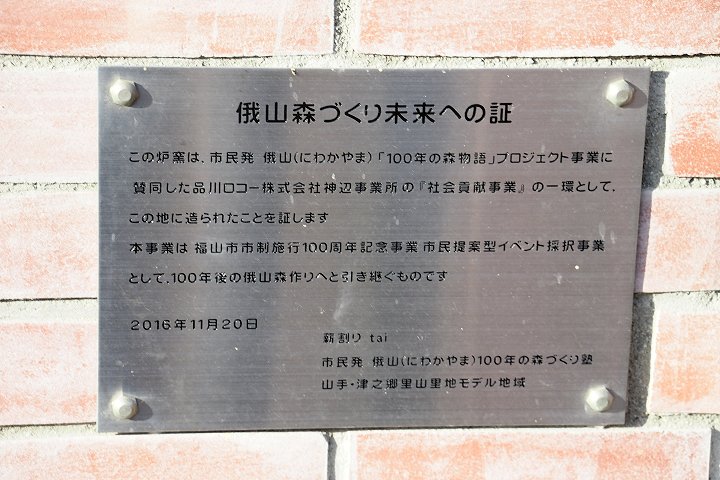 俄山森づくり未来への証
この炉窯は、市民発 俄山(にわかやま)「100年の森物語」プロジェクト事業に
賛同した品川ロコー株式会社神辺事業所の『社会貢献事業』の一環として、
この地に造られたことを証します
本事業は 福山市市制施行100周年記念事業 市民提案型イベント採択事業
として、100年後の俄山森作りへと引き継ぐものです
2016年11月20日
薪割り tai
市民発 俄山(にわかやま)100年の森づくり塾
山手・津之郷里山里地モデル地域